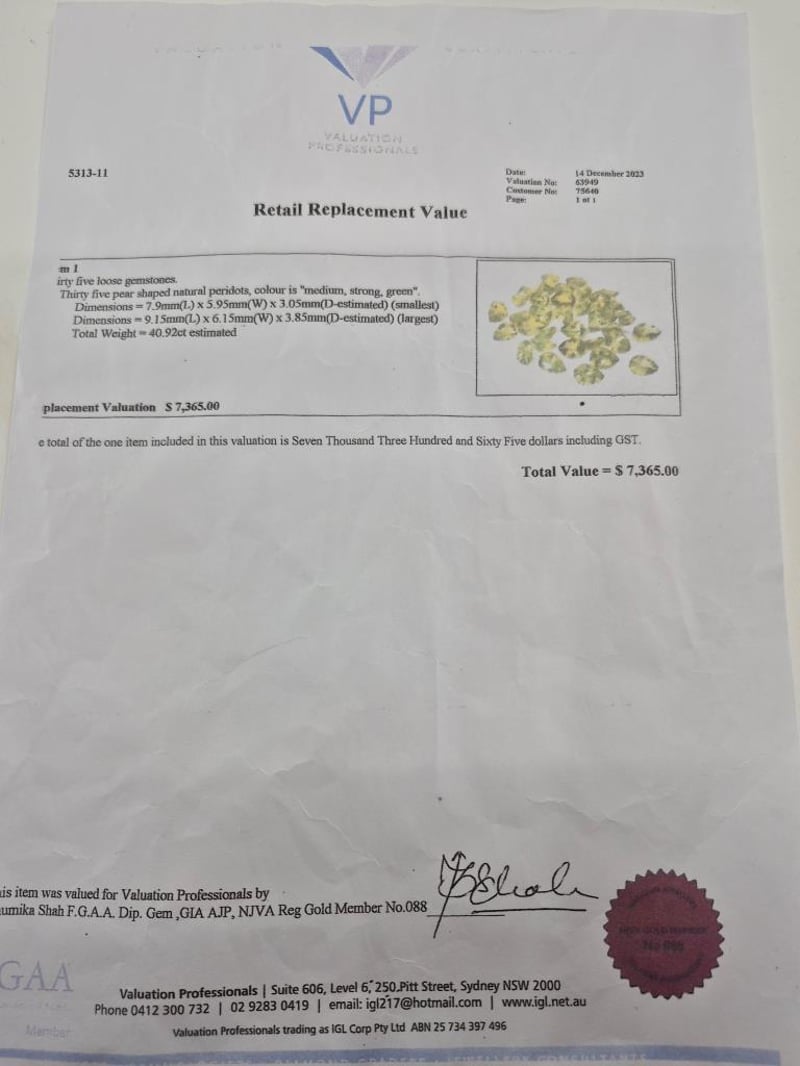 VP
VALUATION
PROFESSIONALS
5313-11
Date: 14 December 2023
Valuation No: 63949
Customer No: 75640
Page: 1 of 1
Retail Replacement Value
m 1
irty five loose gemstones.
Thirty five pear shaped natural peridots, colour is "medium, strong, green".
Dimensions = 7.9mm(L) x 5.95mm(W) x 3.05mm(D-estimated) (smallest)
Dimensions = 9.15mm(L) x 6.15mm(W) x 3.85mm(D-estimated) (largest)
Total Weight = 40.92ct estimated
placement Valuation $ 7,365.00
e total of the one item included in this valuation is Seven Thousand Three Hundred and Sixty Five dollars including GST.
Total Value = $ 7,365.00
is item was valued for Valuation Professionals by
umika Shah F.G.A.A. Dip. Gem ,GIA AJP, NJVA Reg Gold Member No.088
GAA
Member
Valuation Professionals | Suite 606, Level 6, 250 Pitt Street, Sydney NSW 2000
Phone 0412 300 732 | 02 9283 0419 | email: igl217@hotmail.com | www.igl.net.au
Valuation Professionals trading as IGL Corp Pty Ltd ABN 25 734 397 496